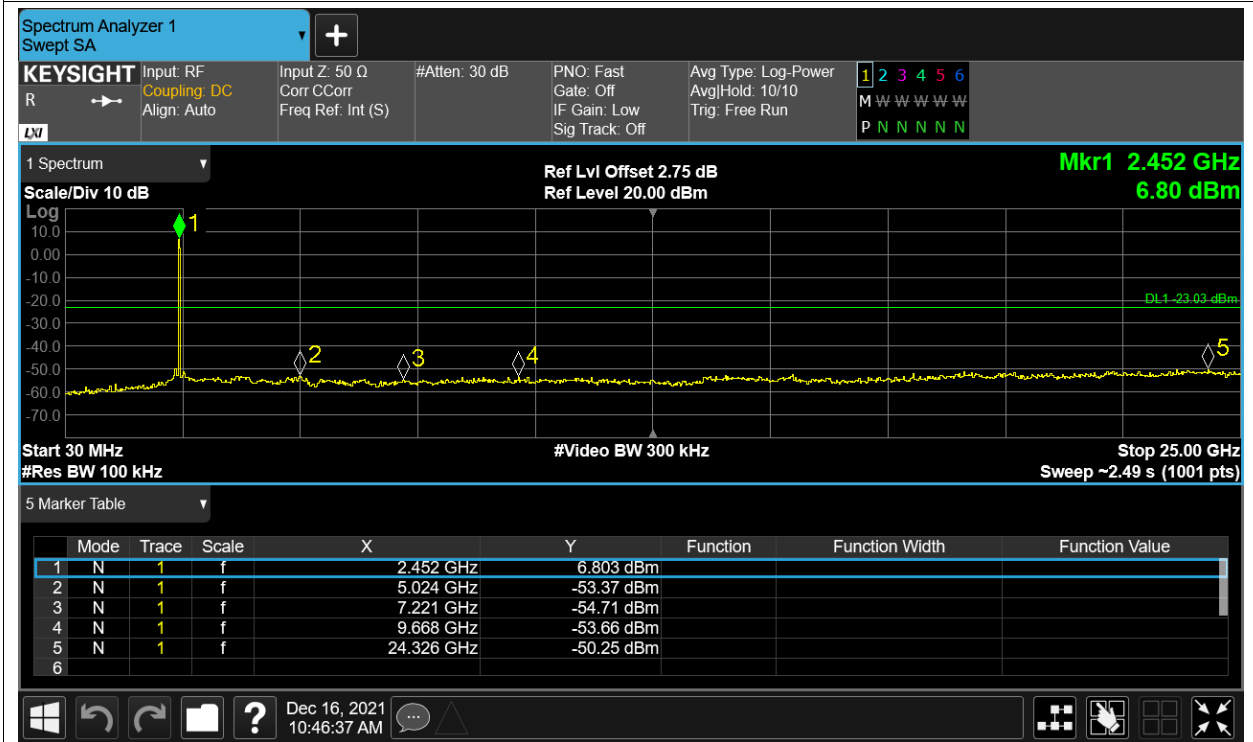 Spectrum Analyzer 1
Swept SA
+
KEYSIGHT Input: RF Input Z: 50 Ω #Atten: 30 dB PNO: Fast Avg Type: Log-Power 1 2 3 4 5 6
R Coupling: DC Corr CCorr Gate: Off Avg|Hold: 10/10 M W W W W W
Align: Auto Freq Ref: Int (S) IF Gain: Low Trig: Free Run
LXI Sig Track: Off P N N N N N
1 Spectrum Ref Lvl Offset 2.75 dB Mkr1 2.452 GHz
Scale/Div 10 dB Ref Level 20.00 dBm 6.80 dBm
Log
1
10.0
0.00
-10.0
-20.0 DL1 -23.03 dBm
-30.0
-40.0
2 3 4 5
-50.0
-60.0
-70.0
Start 30 MHz #Video BW 300 kHz Stop 25.00 GHz
#Res BW 100 kHz Sweep ~2.49 s (1001 pts)
5 Marker Table
Mode Trace Scale X Y Function Function Width Function Value
1 N 1 f 2.452 GHz 6.803 dBm
2 N 1 f 5.024 GHz -53.37 dBm
3 N 1 f 7.221 GHz -54.71 dBm
4 N 1 f 9.668 GHz -53.66 dBm
5 N 1 f 24.326 GHz -50.25 dBm
6
? Dec 16, 2021
10:46:37 AM